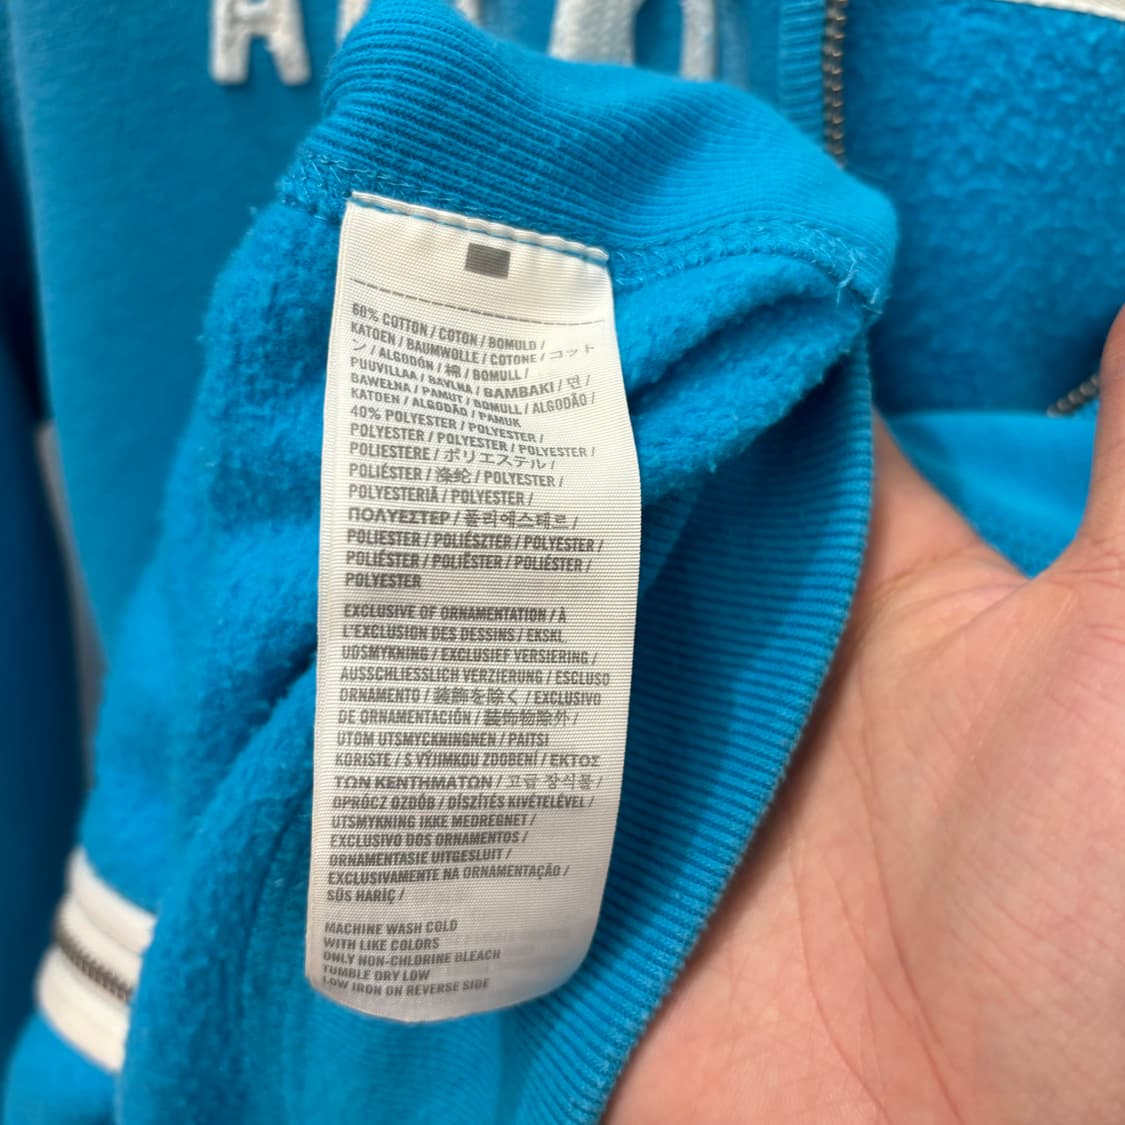 60% COTTON / COTON / BOMULD /
KATOEN / BAUMWOLLE / COTONE / コット
ン / ALGODÓN / 棉 / BOMULL /
PUUVILLAA / BAVLNA / BAMBAKI / 면 /
BAWEŁNA / PAMUT / BOMULL / ALGODÃO /
KATOEN / ALGODÃO / PAMUK
40% POLYESTER / POLYESTER /
POLYESTER / POLYESTER / POLYESTER /
POLIESTERE / ポリエステル /
POLIÉSTER / 涤纶 / POLYESTER /
POLYESTERIÄ / POLYESTER /
ΠΟΛΥΕΣΤΕΡ / 폴리에스테르 /
POLIESTER / POLIÉSZTER / POLYESTER /
POLIÉSTER / POLIËSTER / POLIÉSTER /
POLYESTER
EXCLUSIVE OF ORNAMENTATION / À
L'EXCLUSION DES DESSINS / EKSKL.
UDSMYKNING / EXCLUSIEF VERSIERING /
AUSSCHLIESSLICH VERZIERUNG / ESCLUSO
ORNAMENTO / 装飾を除く / EXCLUSIVO
DE ORNAMENTACIÓN / 装饰物除外 /
UTOM UTSMYCKNINGNEN / PAITSI
KORISTE / S VÝJIMKOU ZDOBENÍ / ΕΚΤΟΣ
ΤΩΝ ΚΕΝΤΗΜΑΤΩΝ / 고급 장식물 /
OPRÓCZ OZDÓB / DÍSZÍTÉS KIVÉTELÉVEL /
UTSMYKNING IKKE MEDREGNET /
EXCLUSIVO DOS ORNAMENTOS /
ORNAMENTASIE UITGESLUIT /
EXCLUSIVAMENTE NA ORNAMENTAÇÃO /
SÜS HARİÇ /
MACHINE WASH COLD
WITH LIKE COLORS
ONLY NON-CHLORINE BLEACH
TUMBLE DRY LOW
LOW IRON ON REVERSE SIDE